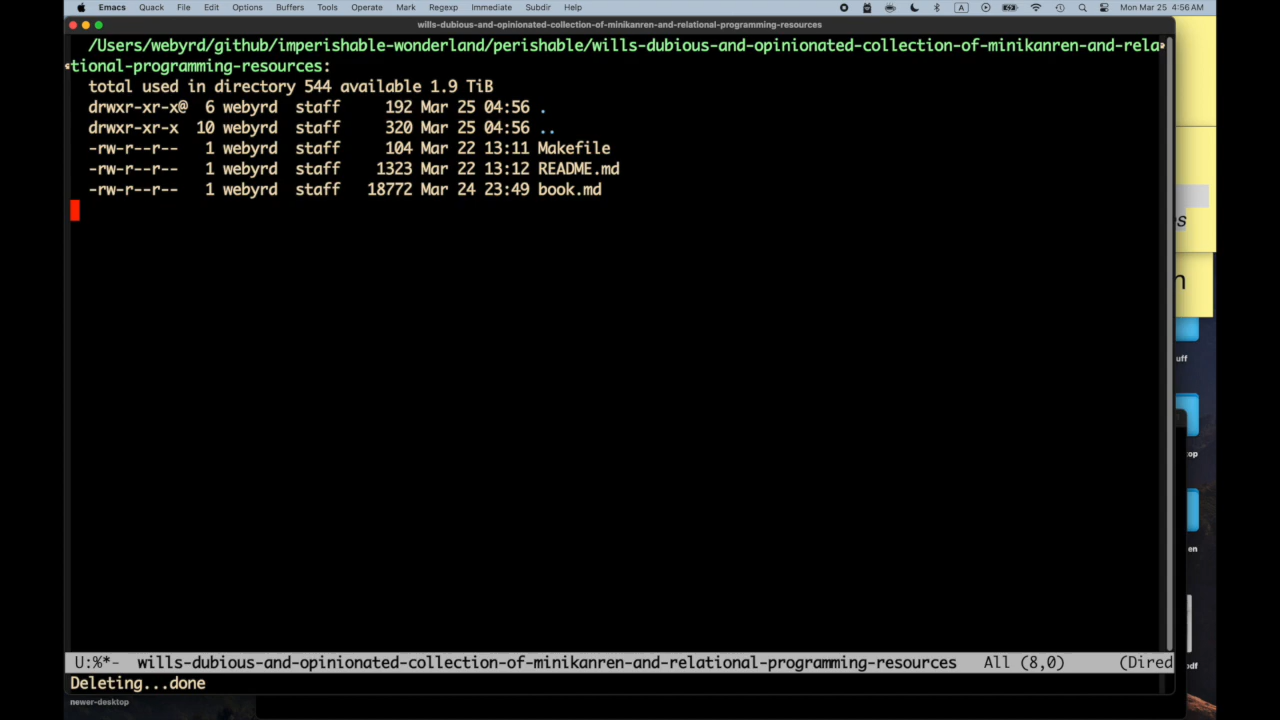 Emacs Quack File Edit Options Buffers Tools Operate Mark Regexp Immediate Subdir Help A Mon Mar 25 4:56 AM
wills-dubious-and-opinionated-collection-of-minikanren-and-relational-programming-resources
/Users/webyrd/github/imperishable-wonderland/perishable/wills-dubious-and-opinionated-collection-of-minikanren-and-rela
tional-programming-resources:
total used in directory 544 available 1.9 TiB
drwxr-xr-x@ 6 webyrd staff 192 Mar 25 04:56 .
drwxr-xr-x 10 webyrd staff 320 Mar 25 04:56 ..
-rw-r--r-- 1 webyrd staff 104 Mar 22 13:11 Makefile
-rw-r--r-- 1 webyrd staff 1323 Mar 22 13:12 README.md
-rw-r--r-- 1 webyrd staff 18772 Mar 24 23:49 book.md
s
n
uff
top
en
pdf
U:%*- wills-dubious-and-opinionated-collection-of-minikanren-and-relational-programming-resources All (8,0) (Dired
Deleting...done
newer-desktop